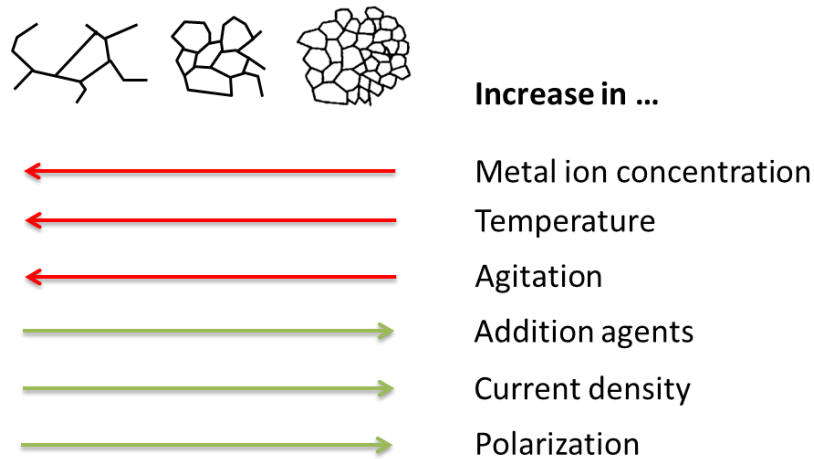 Increase in ...
Metal ion concentration
Temperature
Agitation
Addition agents
Current density
Polarization